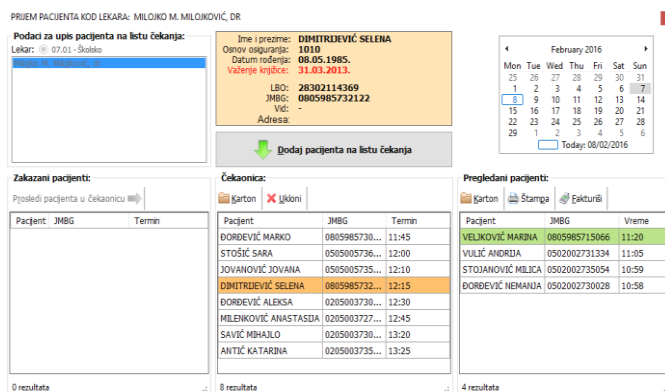 PRIJEM PACIJENTA KOD LEKARA: MILOJKO M. MILOJKOVIĆ, DR
Podaci za upis pacijenta na listu čekanja:
Lekar: 07.01 - Školsko
Milojko M. Milojković, dr
Ime i prezime: DIMITRIJEVIĆ SELENA
Osnov osiguranja: 1010
Datum rođenja: 08.05.1985.
Važenje knjižice: 31.03.2013.
LBO: 28302114369
JMBG: 0805985732122
Vid: -
Adresa:
Dodaj pacijenta na listu čekanja
February 2016
Mon Tue Wed Thu Fri Sat Sun
25 26 27 28 29 30 31
1 2 3 4 5 6 7
8 9 10 11 12 13 14
15 16 17 18 19 20 21
22 23 24 25 26 27 28
29 1 2 3 4 5 6
Today: 08/02/2016
Zakazani pacijenti:
Prosledi pacijenta u čekaonicu
Pacijent JMBG Termin
0 rezultata
Čekaonica:
Karton Ukloni
Pacijent JMBG Termin
ĐORĐEVIĆ MARKO 0805985730... 11:45
STOŠIĆ SARA 0505005736... 12:00
JOVANOVIĆ JOVANA 0505005735... 12:10
DIMITRIJEVIĆ SELENA 0805985732... 12:15
ĐORĐEVIĆ ALEKSA 0205003730... 12:30
MILENKOVIĆ ANASTASIJA 0205003727... 12:45
SAVIĆ MIHAJLO 0205003730... 13:20
ANTIĆ KATARINA 0205003735... 13:25
8 rezultata
Pregledani pacijenti:
Karton Štampa Fakturiši
Pacijent JMBG Vreme
VELJKOVIĆ MARINA 0805985715066 11:20
VULIĆ ANDRIJA 0502002731334 11:05
STOJANOVIĆ MILICA 0502002735054 10:59
ĐORĐEVIĆ NEMANJA 0502002730028 10:58
4 rezultata